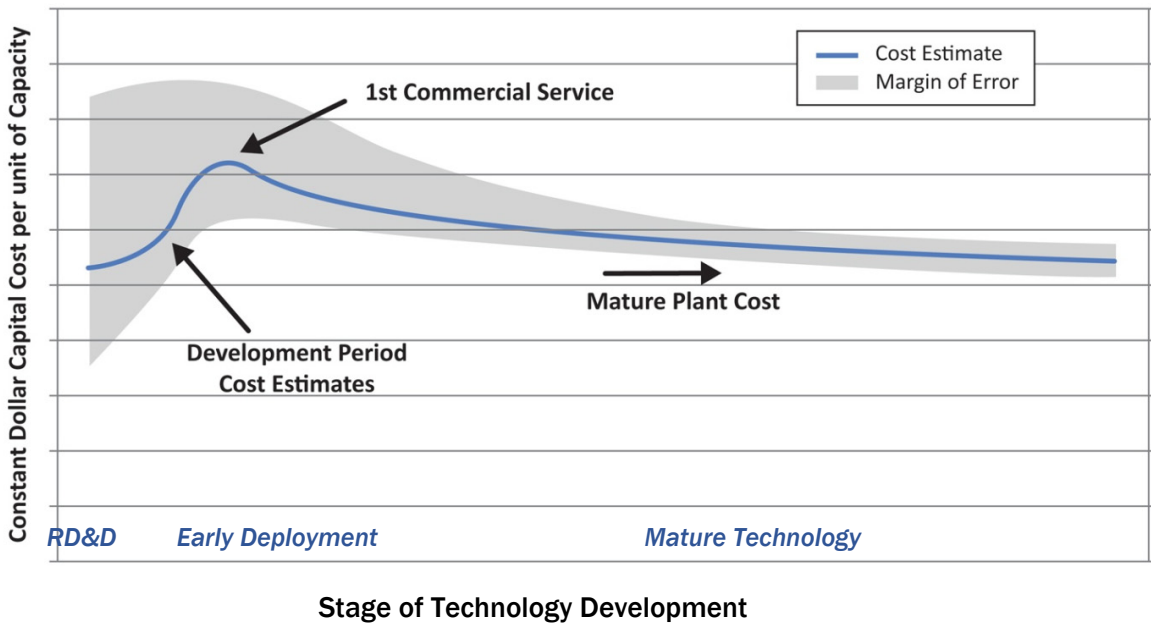 Constant Dollar Capital Cost per unit of Capacity
Cost Estimate
Margin of Error
1st Commercial Service
Mature Plant Cost
Development Period
Cost Estimates
RD&D
Early Deployment
Mature Technology
Stage of Technology Development